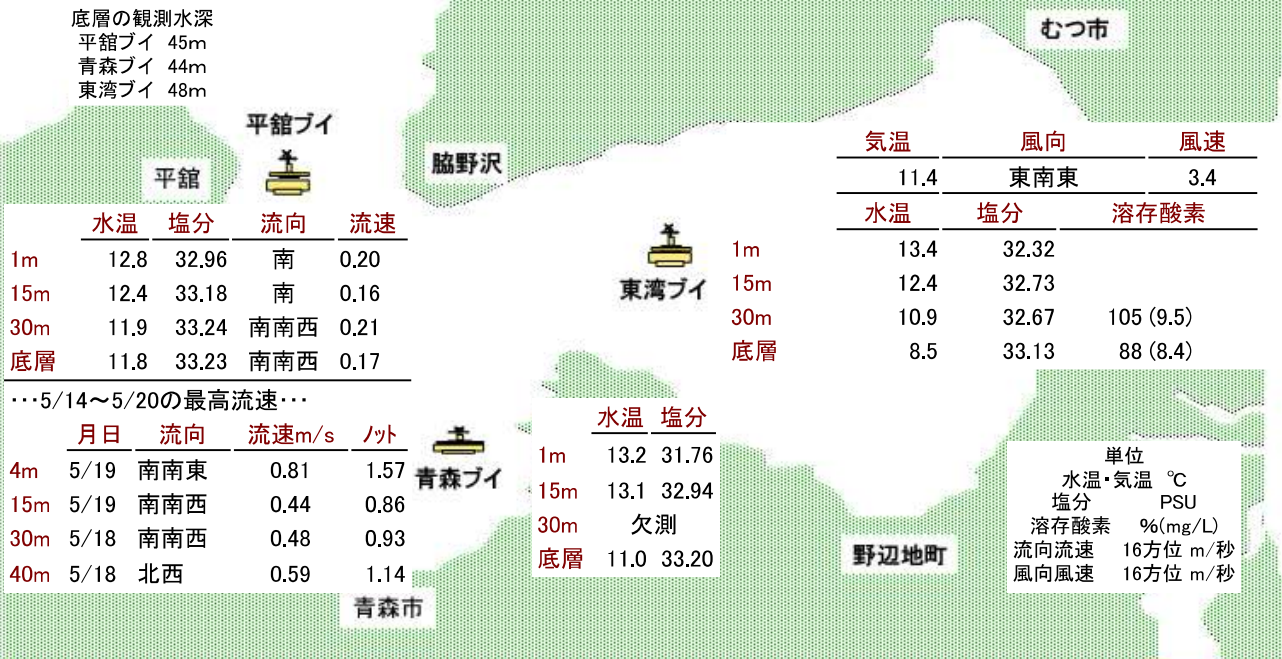 底層の観測水深
平舘ブイ 45m
青森ブイ 44m
東湾ブイ 48m
むつ市
平舘ブイ
脇野沢
平舘
気温 風向 風速
11.4 東南東 3.4
水温 塩分 溶存酸素
1m 13.4 32.32
15m 12.4 32.73
30m 10.9 32.67 105 (9.5)
底層 8.5 33.13 88 (8.4)
東湾ブイ
水温 塩分 流向 流速
1m 12.8 32.96 南 0.20
15m 12.4 33.18 南 0.16
30m 11.9 33.24 南南西 0.21
底層 11.8 33.23 南南西 0.17
…5/14～5/20の最高流速…
月日 流向 流速m/s ノット
4m 5/19 南南東 0.81 1.57
15m 5/19 南南西 0.44 0.86
30m 5/18 南南西 0.48 0.93
40m 5/18 北西 0.59 1.14
青森ブイ
水温 塩分
1m 13.2 31.76
15m 13.1 32.94
30m 欠測
底層 11.0 33.20
青森市
野辺地町
単位
水温・気温 ℃
塩分 PSU
溶存酸素 %(mg/L)
流向流速 16方位 m/秒
風向風速 16方位 m/秒